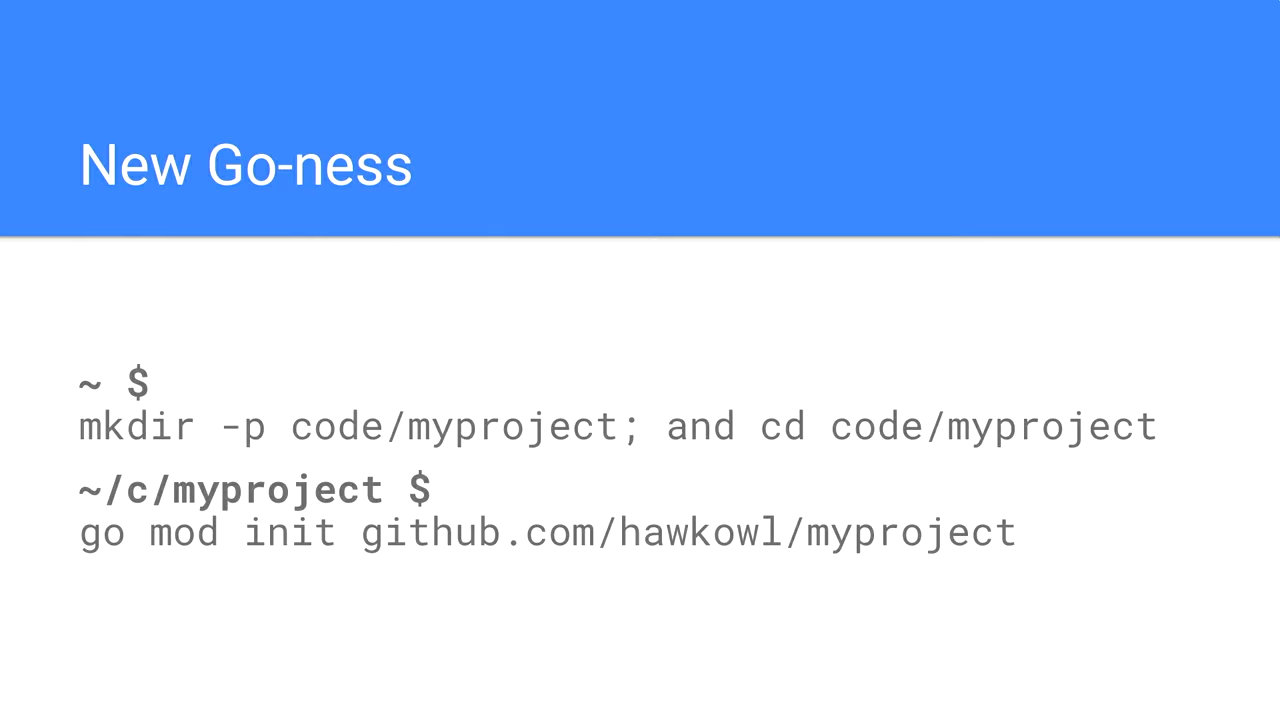 New Go-ness
~ $
mkdir -p code/myproject; and cd code/myproject
~/c/myproject $
go mod init github.com/hawkowl/myproject